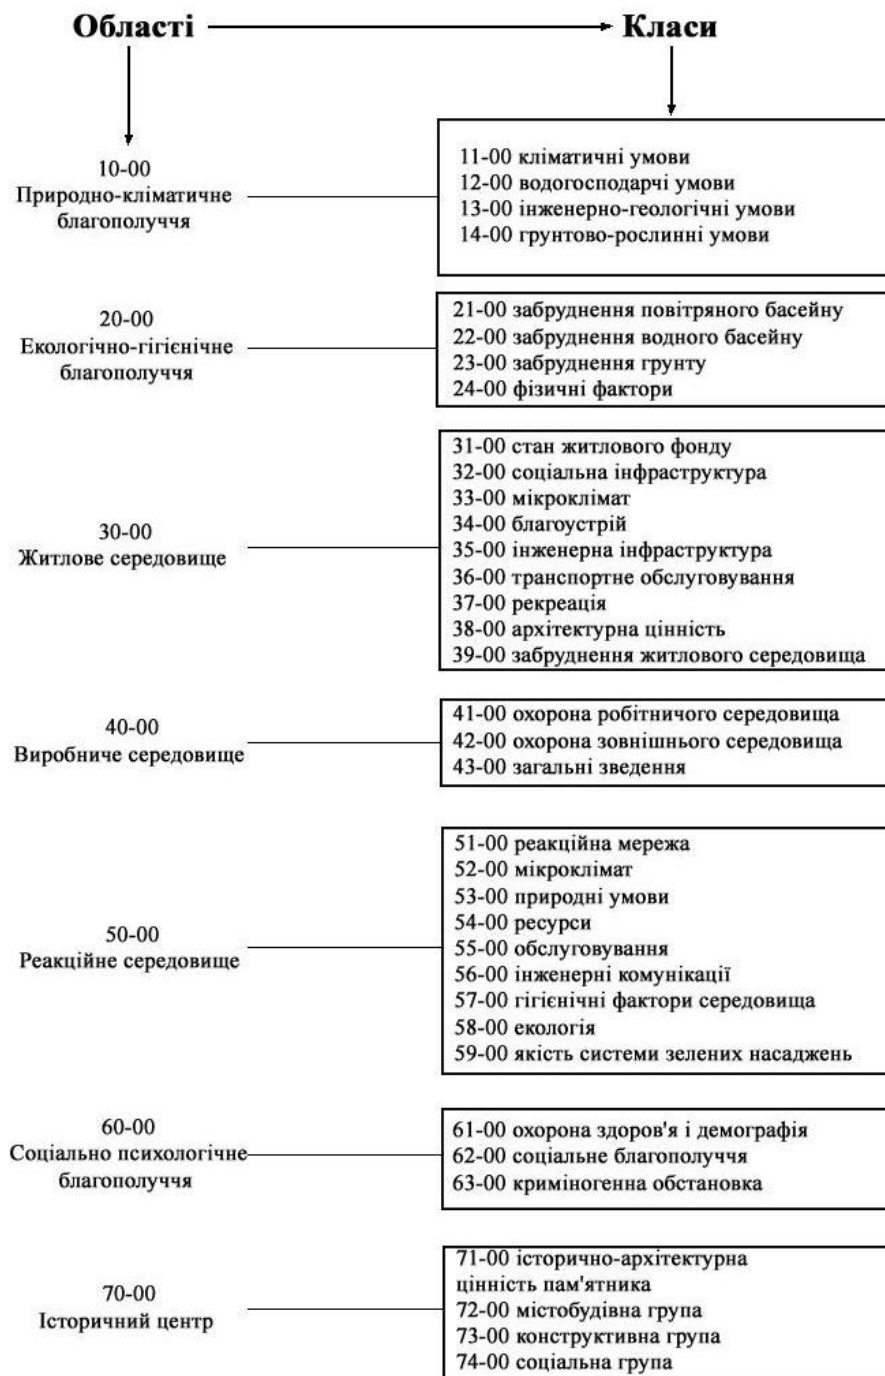 Області
Класи
10-00
Природно-кліматичне
благополуччя
11-00 кліматичні умови
12-00 водогосподарчі умови
13-00 інженерно-геологічні умови
14-00 грунтово-рослинні умови
20-00
Екологічно-гігієнічне
благополуччя
21-00 забруднення повітряного басейну
22-00 забруднення водного басейну
23-00 забруднення грунту
24-00 фізичні фактори
30-00
Житлове середовище
31-00 стан житлового фонду
32-00 соціальна інфраструктура
33-00 мікроклімат
34-00 благоустрій
35-00 інженерна інфраструктура
36-00 транспортне обслуговування
37-00 рекреація
38-00 архітектурна цінність
39-00 забруднення житлового середовища
40-00
Виробниче середовище
41-00 охорона робітничого середовища
42-00 охорона зовнішнього середовища
43-00 загальні зведення
50-00
Реакційне середовище
51-00 реакційна мережа
52-00 мікроклімат
53-00 природні умови
54-00 ресурси
55-00 обслуговування
56-00 інженерні комунікації
57-00 гігієнічні фактори середовища
58-00 екологія
59-00 якість системи зелених насаджень
60-00
Соціально психологічне
благополуччя
61-00 охорона здоров'я і демографія
62-00 соціальне благополуччя
63-00 криміногенна обстановка
70-00
Історичний центр
71-00 історично-архітектурна
цінність пам'ятника
72-00 містобудівна група
73-00 конструктивна група
74-00 соціальна група